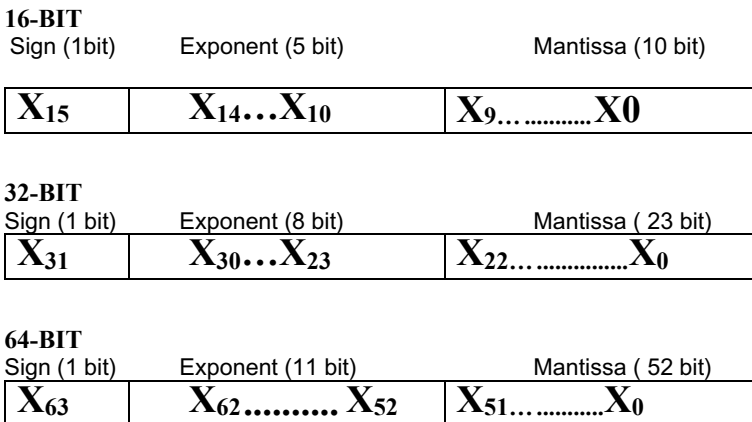 16-BIT
Sign (1bit) Exponent (5 bit) Mantissa (10 bit)
X₁₅ X₁₄...X₁₀ X₉... ...........X0
32-BIT
Sign (1 bit) Exponent (8 bit) Mantissa ( 23 bit)
X₃₁ X₃₀...X₂₃ X₂₂... ...............X₀
64-BIT
Sign (1 bit) Exponent (11 bit) Mantissa ( 52 bit)
X₆₃ X₆₂.......... X₅₂ X₅₁... ...........X₀